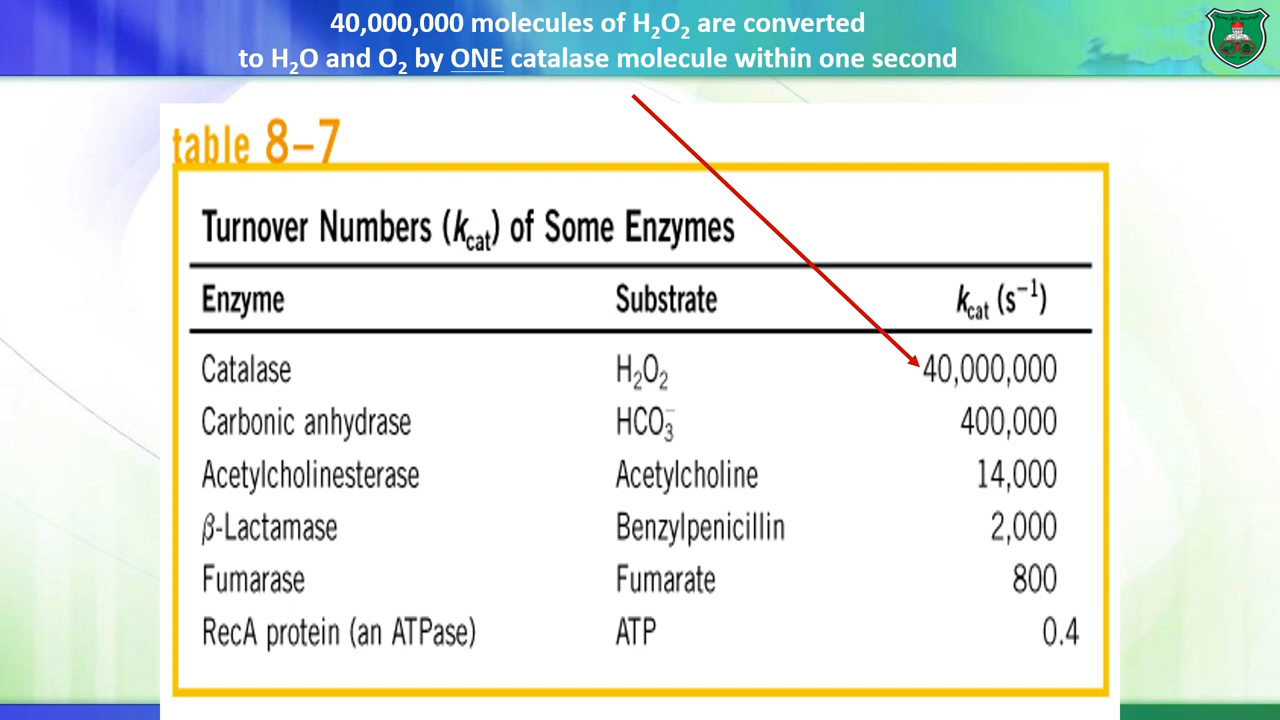 40,000,000 molecules of H₂O₂ are converted
to H₂O and O₂ by ONE catalase molecule within one second
table 8–7
Turnover Numbers (kcat) of Some Enzymes
Enzyme Substrate kcat (s⁻¹)
Catalase H₂O₂ 40,000,000
Carbonic anhydrase HCO₃⁻ 400,000
Acetylcholinesterase Acetylcholine 14,000
β-Lactamase Benzylpenicillin 2,000
Fumarase Fumarate 800
RecA protein (an ATPase) ATP 0.4